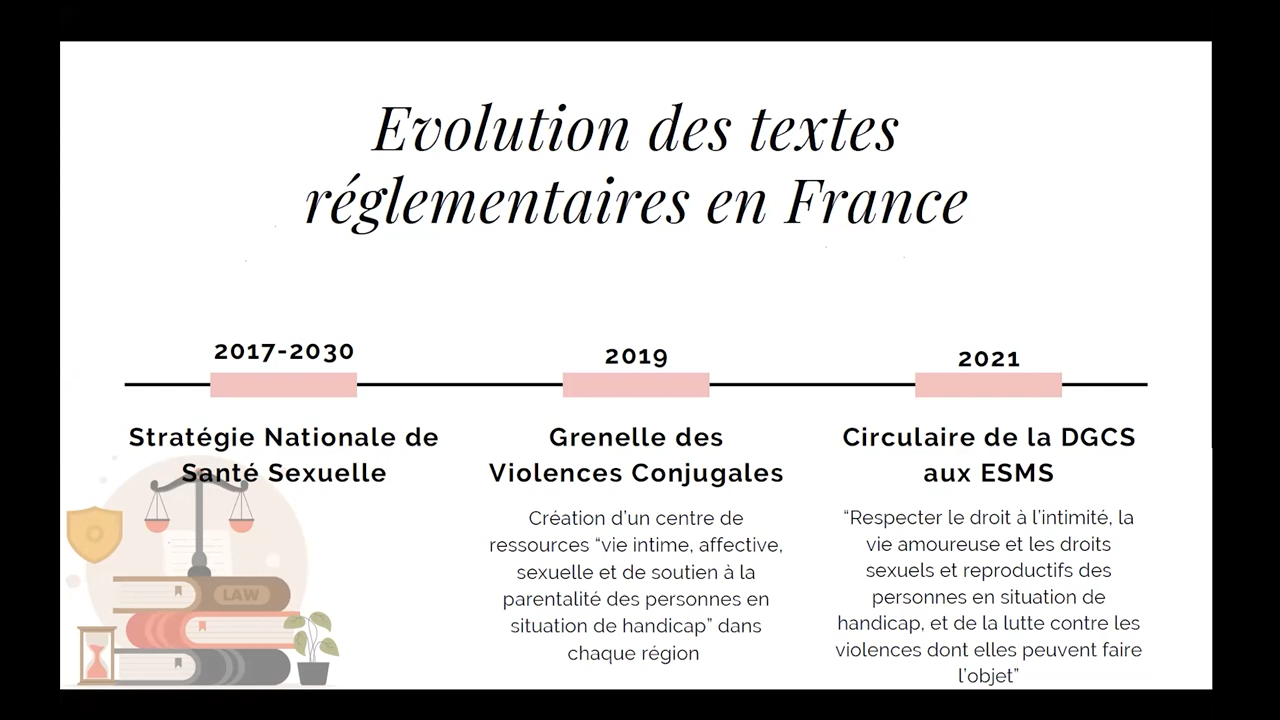 Evolution des textes
réglementaires en France
2017-2030
2019
2021
Stratégie Nationale de
Santé Sexuelle
Grenelle des
Violences Conjugales
Création d'un centre de
ressources “vie intime, affective,
sexuelle et de soutien à la
parentalité des personnes en
situation de handicap” dans
chaque région
Circulaire de la DGCS
aux ESMS
“Respecter le droit à l'intimité, la
vie amoureuse et les droits
sexuels et reproductifs des
personnes en situation de
handicap, et de la lutte contre les
violences dont elles peuvent faire
l'objet”
LAW